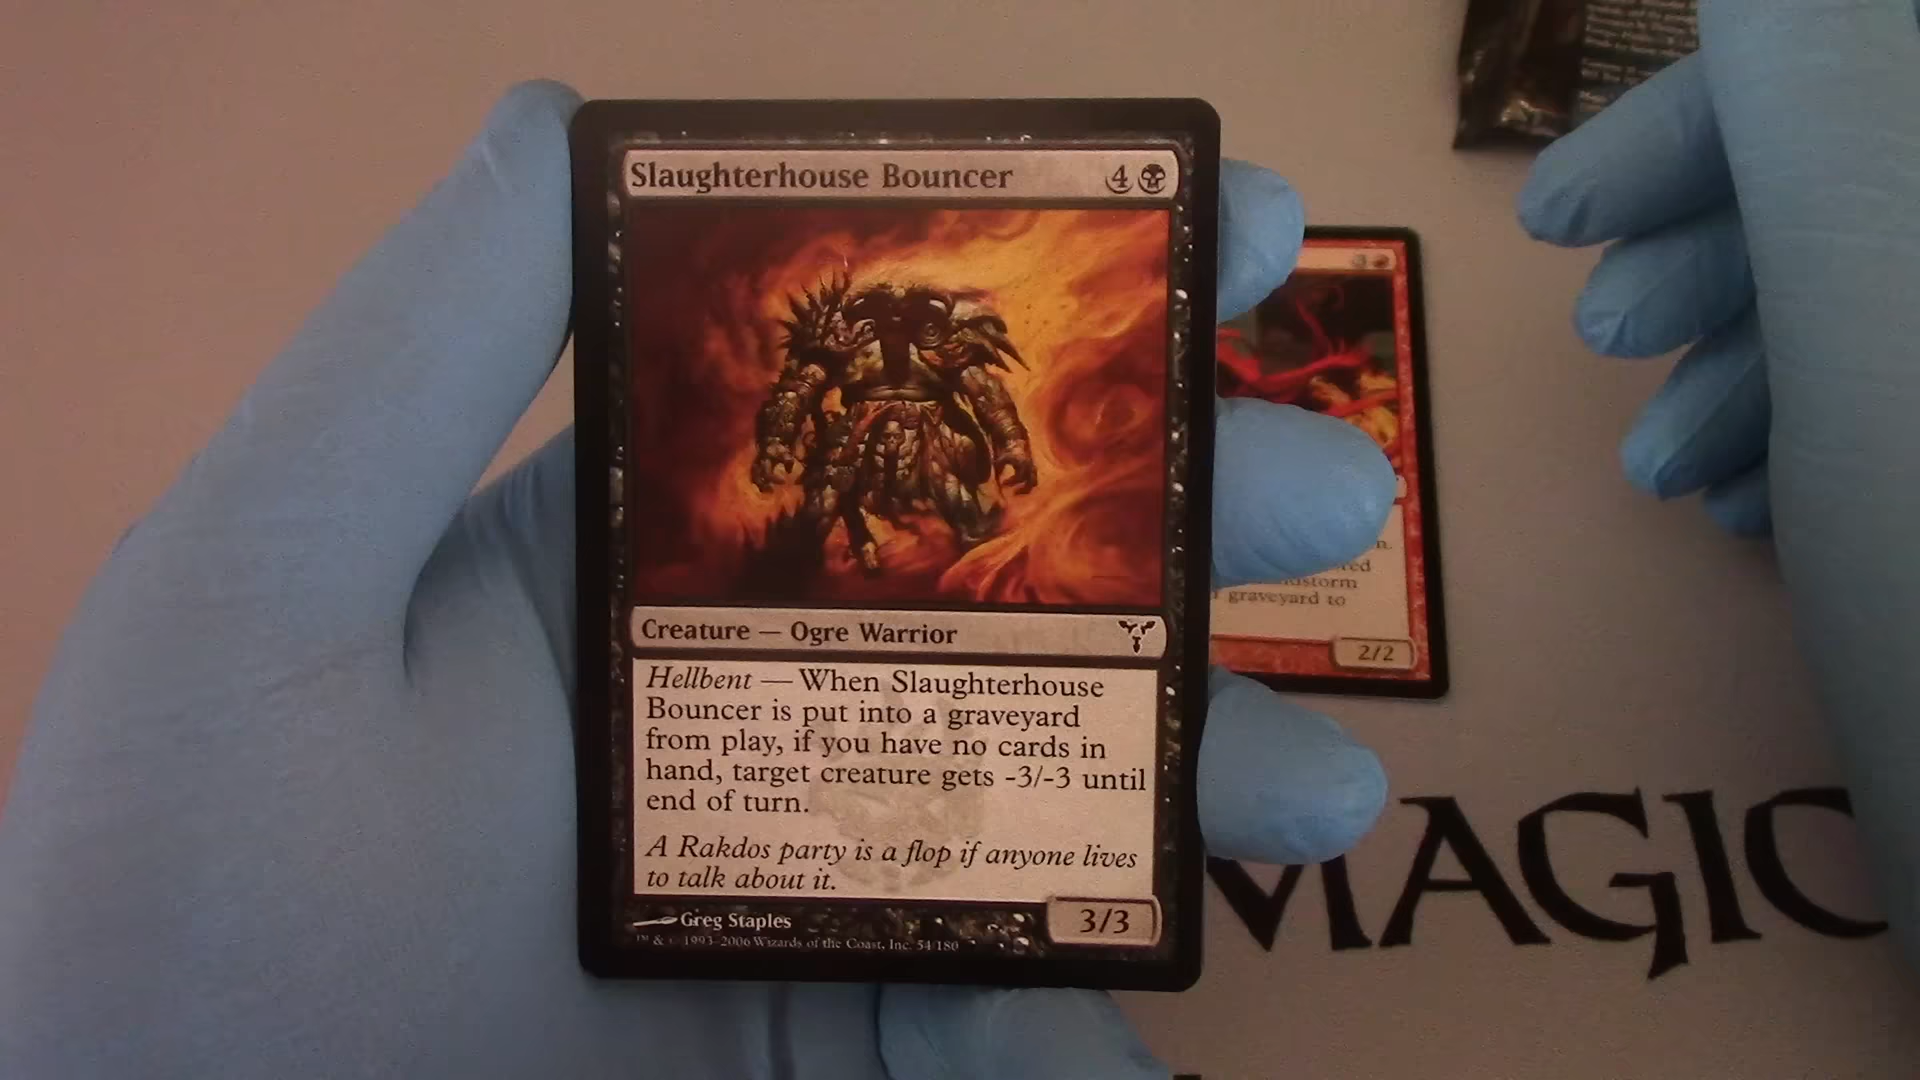 Slaughterhouse Bouncer 4
Creature — Ogre Warrior
Hellbent — When Slaughterhouse
Bouncer is put into a graveyard
from play, if you have no cards in
hand, target creature gets -3/-3 until
end of turn.
A Rakdos party is a flop if anyone lives
to talk about it.
Greg Staples
3/3
™ & © 1993-2006 Wizards of the Coast, Inc. 54/180
3
graveyard to
2/2
MAGIC